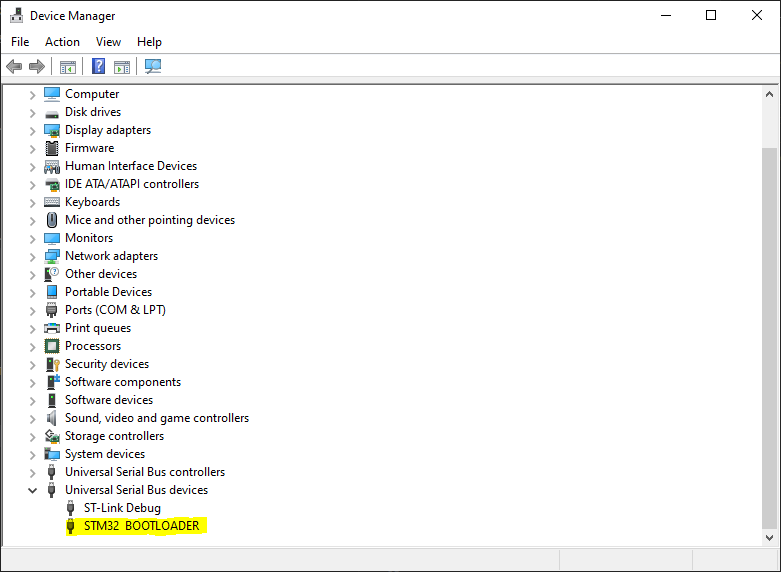 Device Manager
File Action View Help
Computer
Disk drives
Display adapters
Firmware
Human Interface Devices
IDE ATA/ATAPI controllers
Keyboards
Mice and other pointing devices
Monitors
Network adapters
Other devices
Portable Devices
Ports (COM & LPT)
Print queues
Processors
Security devices
Software components
Software devices
Sound, video and game controllers
Storage controllers
System devices
Universal Serial Bus controllers
Universal Serial Bus devices
ST-Link Debug
STM32 BOOTLOADER